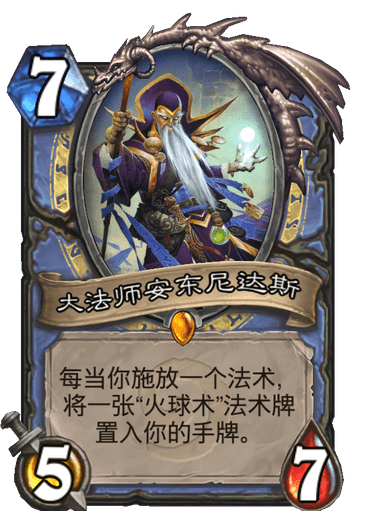 7
大法师安东尼达斯
每当你施放一个法术，
将一张“火球术”法术牌
置入你的手牌。
5
7